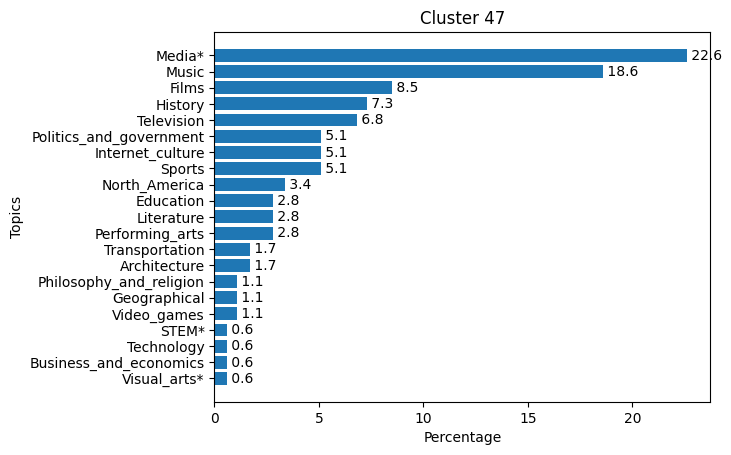 Cluster 47
Topics
Media* 22.6
Music 18.6
Films 8.5
History 7.3
Television 6.8
Politics_and_government 5.1
Internet_culture 5.1
Sports 5.1
North_America 3.4
Education 2.8
Literature 2.8
Performing_arts 2.8
Transportation 1.7
Architecture 1.7
Philosophy_and_religion 1.1
Geographical 1.1
Video_games 1.1
STEM* 0.6
Technology 0.6
Business_and_economics 0.6
Visual_arts* 0.6
0 5 10 15 20
Percentage